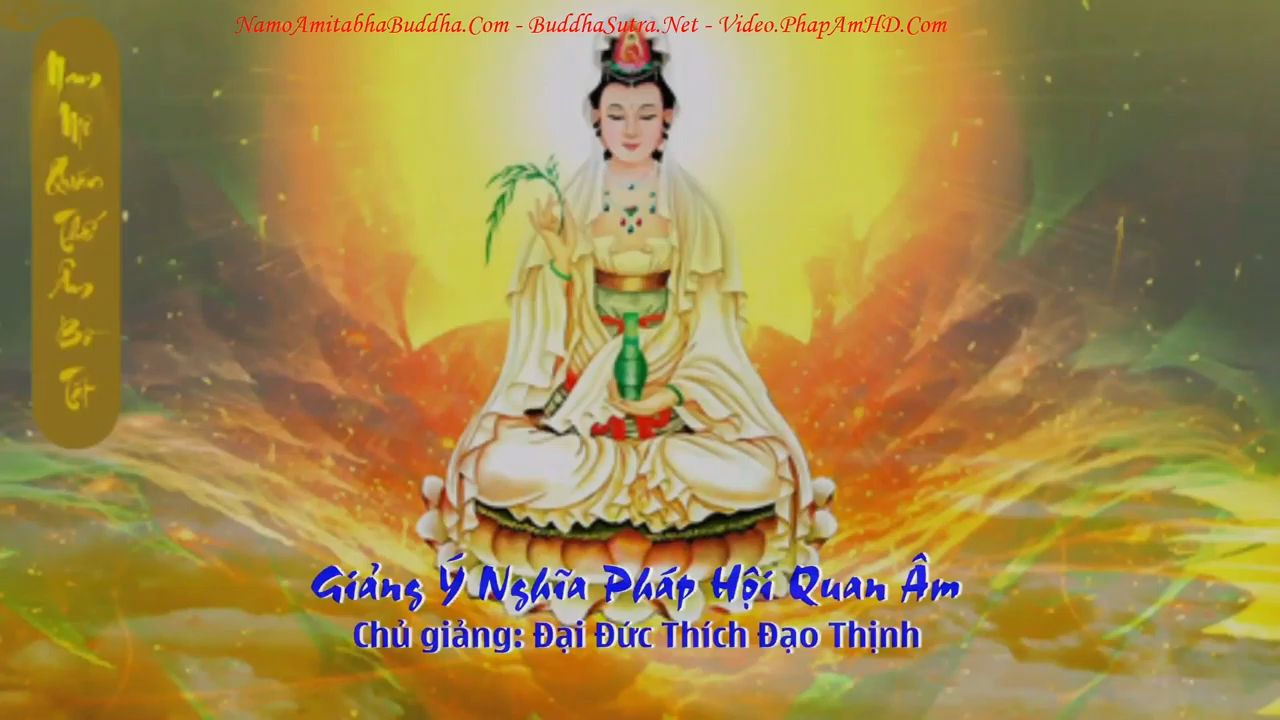 NamoAmitabhaBuddha.Com - BuddhaSutra.Net - Video.PhapAmHD.Com
Nam
Mô
Quán
Thế
Âm
Bồ
Tát
Giảng Ý Nghĩa Pháp Hội Quan Âm
Chủ giảng: Đại Đức Thích Đạo Thịnh